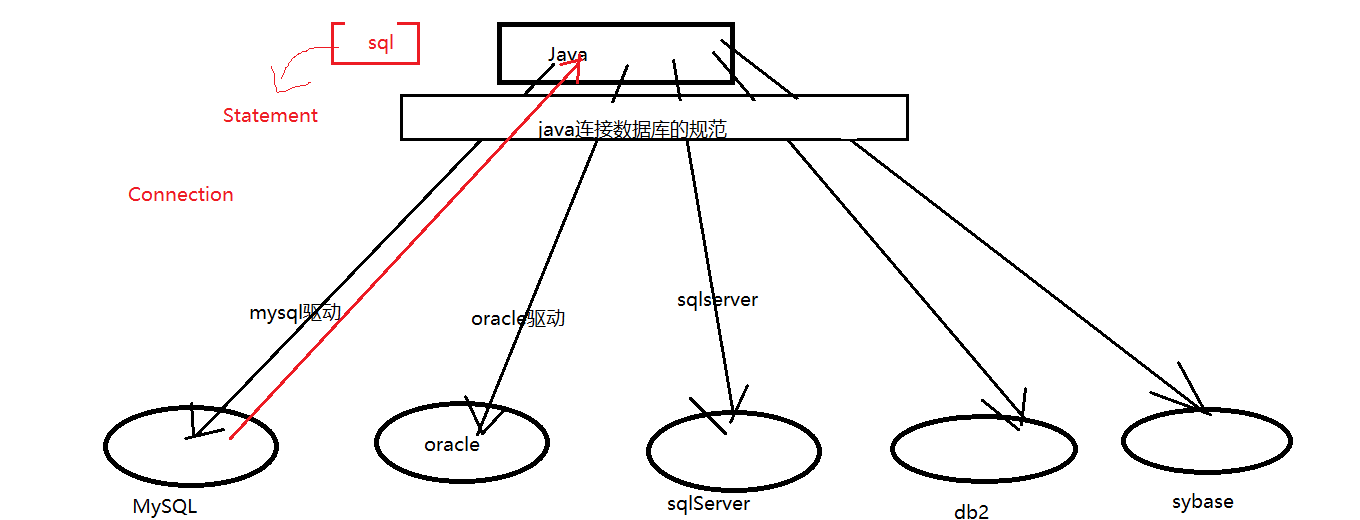 sql
Java
Statement
java连接数据库的规范
Connection
mysql驱动
oracle驱动
sqlserver
oracle
MySQL
sqlServer
db2
sybase